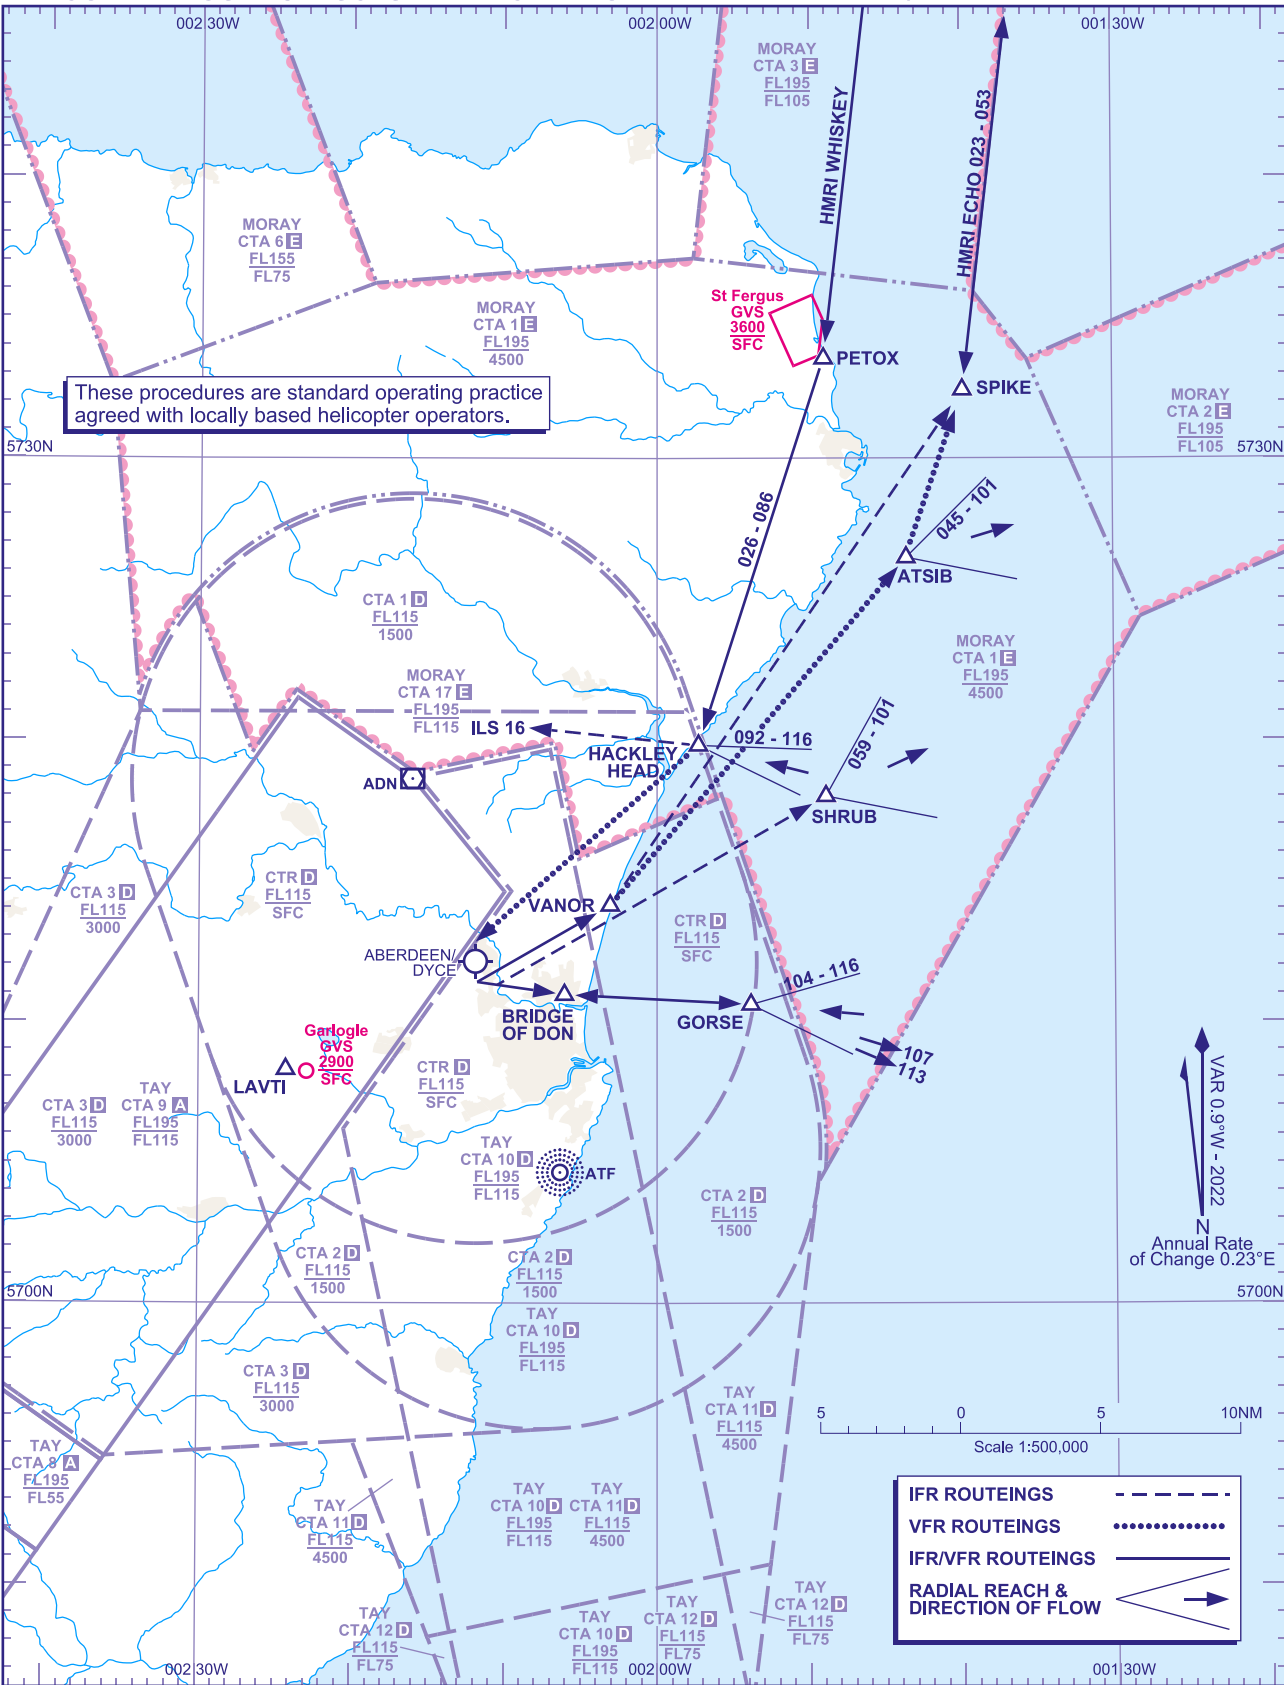 002 30W
002 00W
001 30W
MORAY
CTA 3 E
FL195
FL105
HMRI WHISKEY
HMRI ECHO 023 - 053
MORAY
CTA 6 E
FL155
FL75
MORAY
CTA 1 E
FL195
4500
St Fergus
GVS
3600
SFC
PETOX
SPIKE
These procedures are standard operating practice
agreed with locally based helicopter operators.
MORAY
CTA 2 E
FL195
FL105
5730N
5730N
026 - 086
045 - 101
ATSIB
CTA 1 D
FL115
1500
MORAY
CTA 1 E
FL195
4500
MORAY
CTA 17 E
FL195
FL115
ILS 16
HACKLEY
HEAD
092 - 116
059 - 101
ADN
SHRUB
CTR D
FL115
SFC
CTA 3 D
FL115
3000
VANOR
CTR D
FL115
SFC
ABERDEEN/
DYCE
104 - 116
BRIDGE
OF DON
GORSE
107
113
Garlogie
GVS
2900
SFC
LAVTI
CTR D
FL115
SFC
CTA 3 D
FL115
3000
TAY
CTA 9 A
FL195
FL115
VAR 0.9°W - 2022
N
Annual Rate
of Change 0.23°E
TAY
CTA 10 D
FL195
FL115
ATF
CTA 2 D
FL115
1500
CTA 2 D
FL115
1500
CTA 2 D
FL115
1500
5700N
5700N
TAY
CTA 10 D
FL195
FL115
CTA 3 D
FL115
3000
TAY
CTA 11 D
FL115
4500
5 0 5 10NM
Scale 1:500,000
TAY
CTA 8 A
FL195
FL55
TAY
CTA 11 D
FL115
4500
TAY
CTA 10 D
FL195
FL115
TAY
CTA 11 D
FL115
4500
IFR ROUTEINGS
VFR ROUTEINGS
IFR/VFR ROUTEINGS
RADIAL REACH &
DIRECTION OF FLOW
TAY
CTA 12 D
FL115
FL75
TAY
CTA 10 D
FL195
FL115
TAY
CTA 12 D
FL115
FL75
TAY
CTA 12 D
FL115
FL75
002 30W
002 00W
001 30W